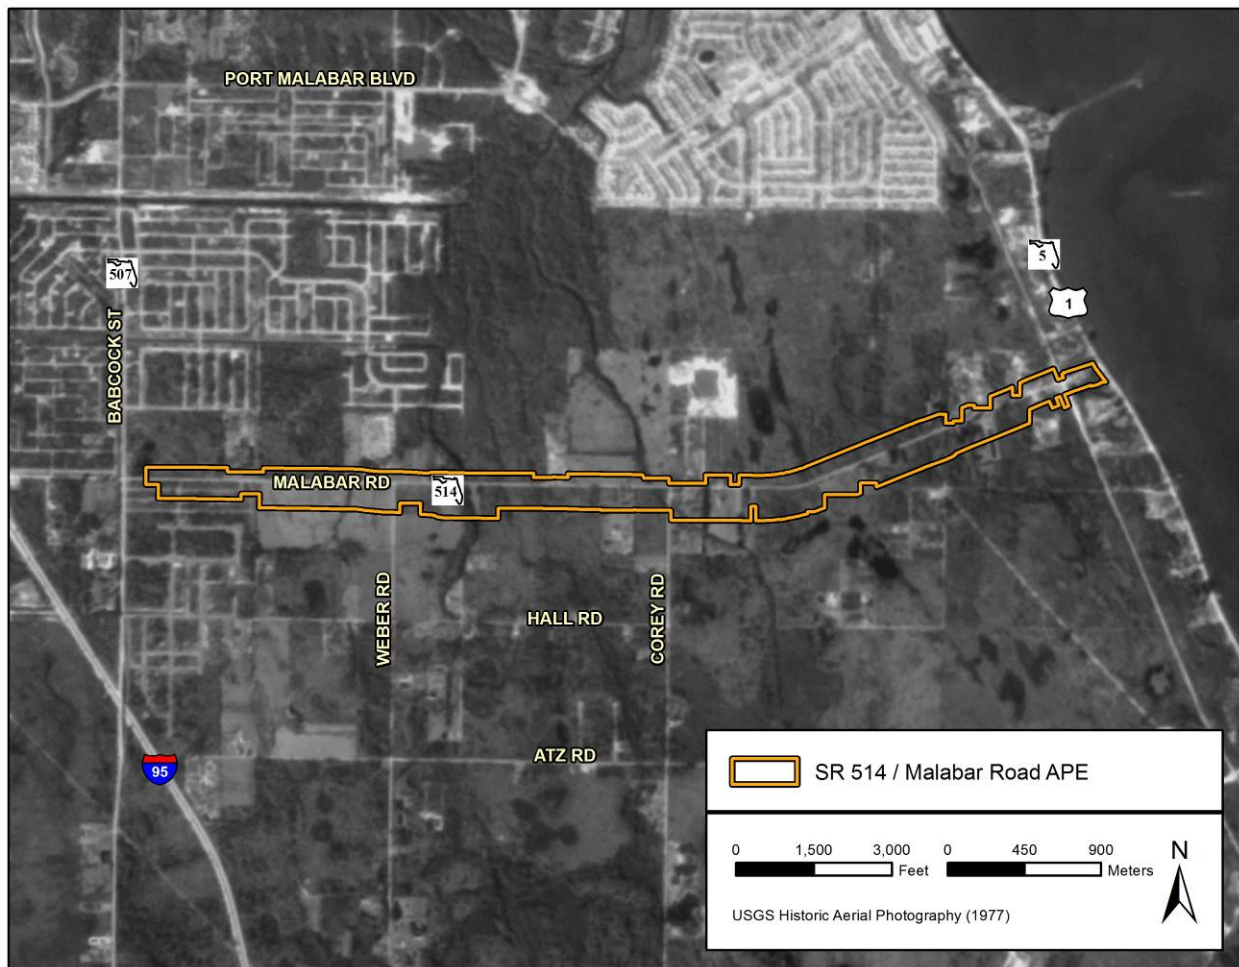 PORT MALABAR BLVD
507
5
1
BABCOCK ST
MALABAR RD
514
WEBER RD
HALL RD
COREY RD
ATZ RD
95
SR 514 / Malabar Road APE
0 1,500 3,000 Feet
0 450 900 Meters
N
USGS Historic Aerial Photography (1977)